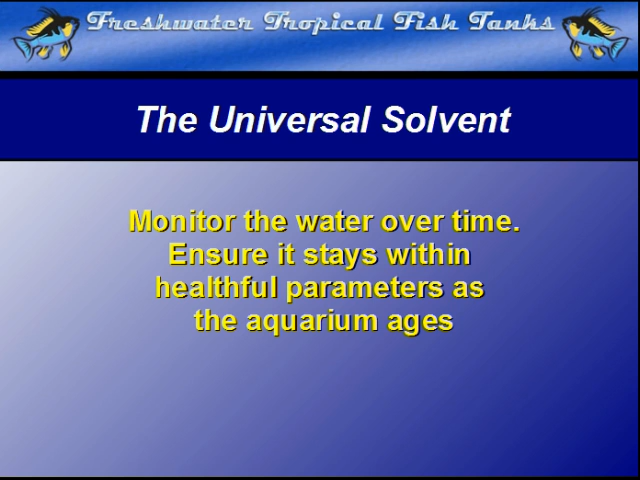 Freshwater Tropical Fish Tanks
The Universal Solvent
Monitor the water over time.
Ensure it stays within
healthful parameters as
the aquarium ages